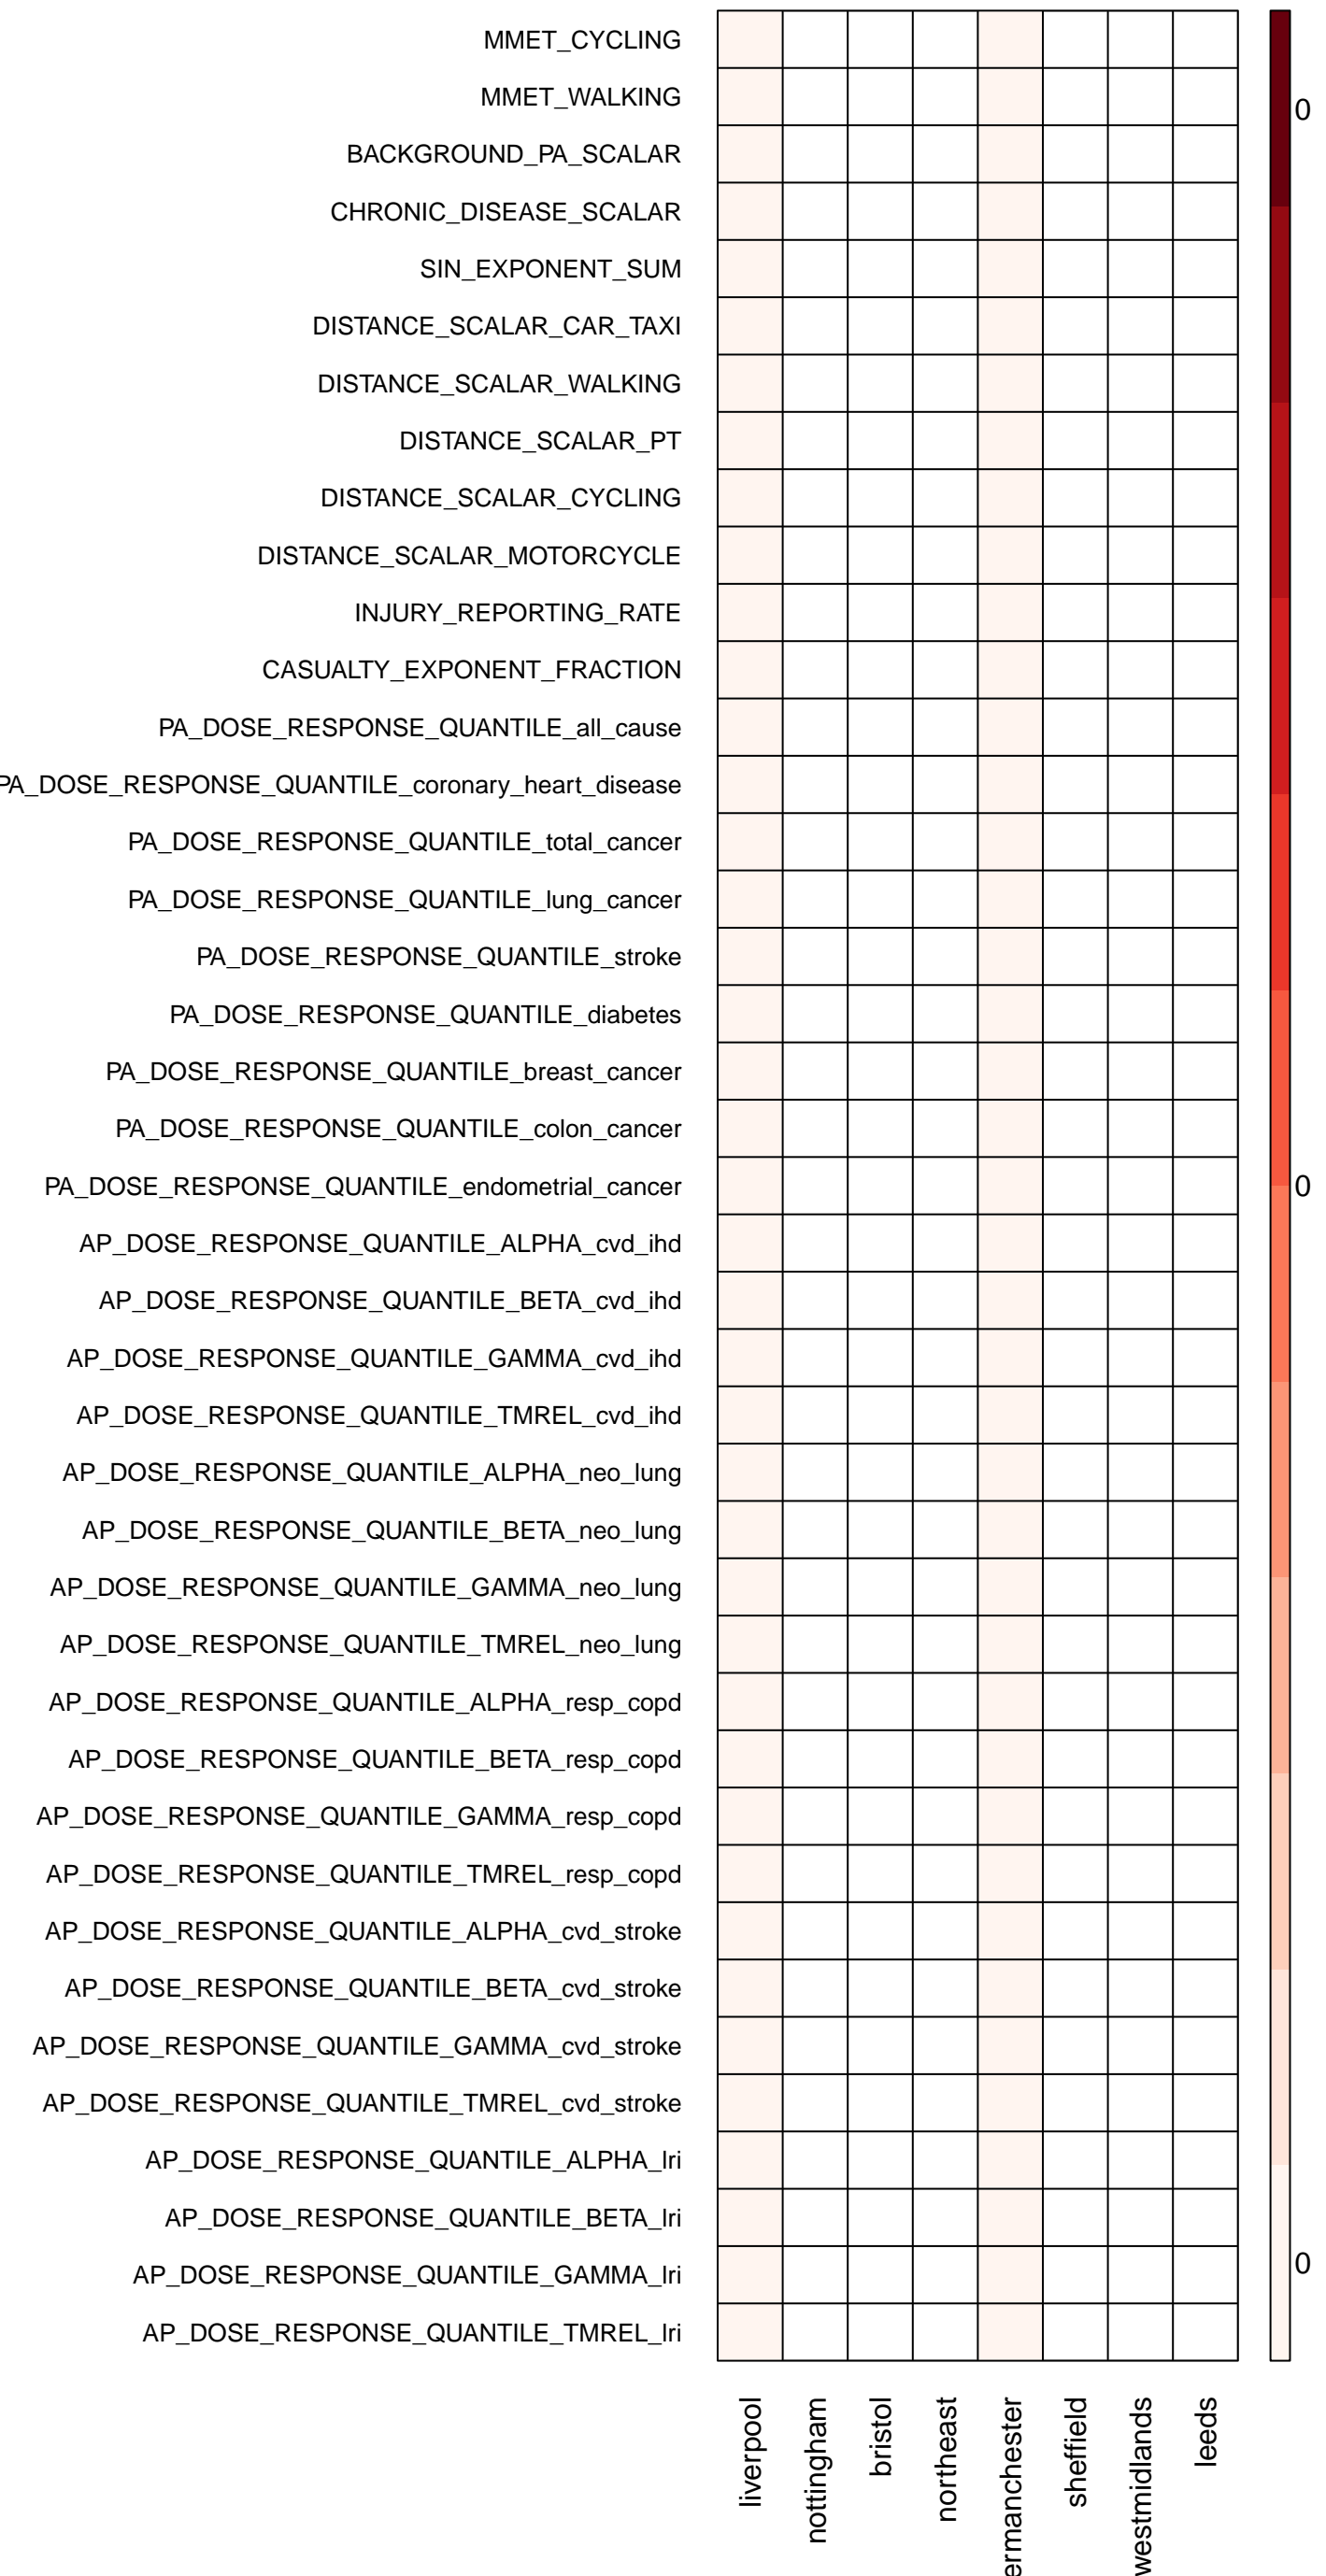 MMET_CYCLING
MMET_WALKING
BACKGROUND_PA_SCALAR
CHRONIC_DISEASE_SCALAR
SIN_EXPONENT_SUM
DISTANCE_SCALAR_CAR_TAXI
DISTANCE_SCALAR_WALKING
DISTANCE_SCALAR_PT
DISTANCE_SCALAR_CYCLING
DISTANCE_SCALAR_MOTORCYCLE
INJURY_REPORTING_RATE
CASUALTY_EXPONENT_FRACTION
PA_DOSE_RESPONSE_QUANTILE_all_cause
PA_DOSE_RESPONSE_QUANTILE_coronary_heart_disease
PA_DOSE_RESPONSE_QUANTILE_total_cancer
PA_DOSE_RESPONSE_QUANTILE_lung_cancer
PA_DOSE_RESPONSE_QUANTILE_stroke
PA_DOSE_RESPONSE_QUANTILE_diabetes
PA_DOSE_RESPONSE_QUANTILE_breast_cancer
PA_DOSE_RESPONSE_QUANTILE_colon_cancer
PA_DOSE_RESPONSE_QUANTILE_endometrial_cancer
AP_DOSE_RESPONSE_QUANTILE_ALPHA_cvd_ihd
AP_DOSE_RESPONSE_QUANTILE_BETA_cvd_ihd
AP_DOSE_RESPONSE_QUANTILE_GAMMA_cvd_ihd
AP_DOSE_RESPONSE_QUANTILE_TMREL_cvd_ihd
AP_DOSE_RESPONSE_QUANTILE_ALPHA_neo_lung
AP_DOSE_RESPONSE_QUANTILE_BETA_neo_lung
AP_DOSE_RESPONSE_QUANTILE_GAMMA_neo_lung
AP_DOSE_RESPONSE_QUANTILE_TMREL_neo_lung
AP_DOSE_RESPONSE_QUANTILE_ALPHA_resp_copd
AP_DOSE_RESPONSE_QUANTILE_BETA_resp_copd
AP_DOSE_RESPONSE_QUANTILE_GAMMA_resp_copd
AP_DOSE_RESPONSE_QUANTILE_TMREL_resp_copd
AP_DOSE_RESPONSE_QUANTILE_ALPHA_cvd_stroke
AP_DOSE_RESPONSE_QUANTILE_BETA_cvd_stroke
AP_DOSE_RESPONSE_QUANTILE_GAMMA_cvd_stroke
AP_DOSE_RESPONSE_QUANTILE_TMREL_cvd_stroke
AP_DOSE_RESPONSE_QUANTILE_ALPHA_lri
AP_DOSE_RESPONSE_QUANTILE_BETA_lri
AP_DOSE_RESPONSE_QUANTILE_GAMMA_lri
AP_DOSE_RESPONSE_QUANTILE_TMREL_lri
liverpool
nottingham
bristol
northeast
ermanchester
sheffield
westmidlands
leeds
0
0
0